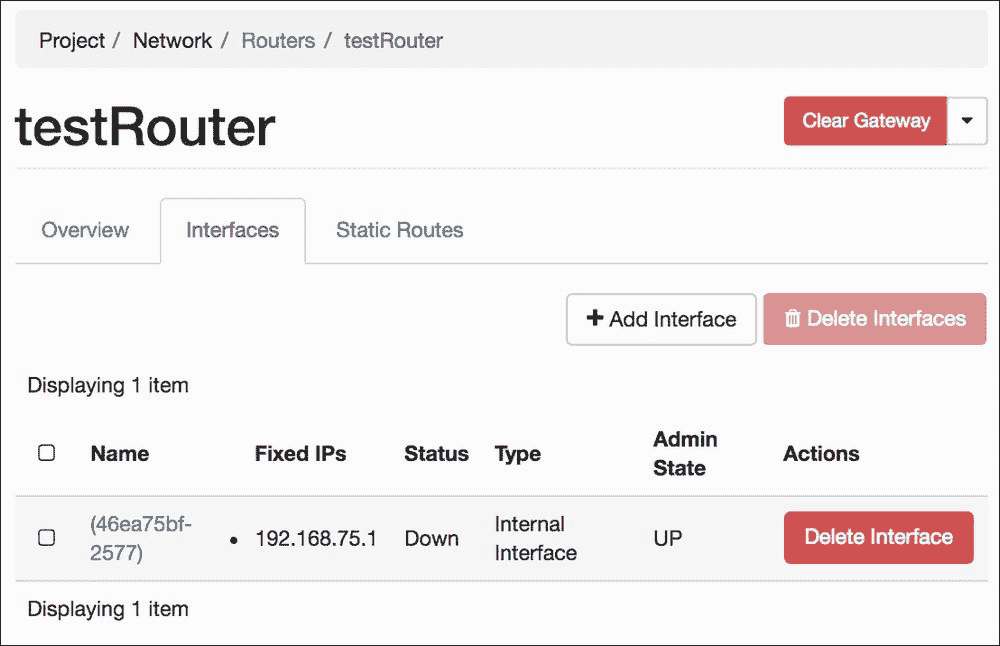 Project / Network / Routers / testRouter
testRouter
Clear Gateway
Overview Interfaces Static Routes
+ Add Interface Delete Interfaces
Displaying 1 item
Name Fixed IPs Status Type Admin State Actions
(46ea75bf-
2577) • 192.168.75.1 Down Internal
Interface UP Delete Interface
Displaying 1 item